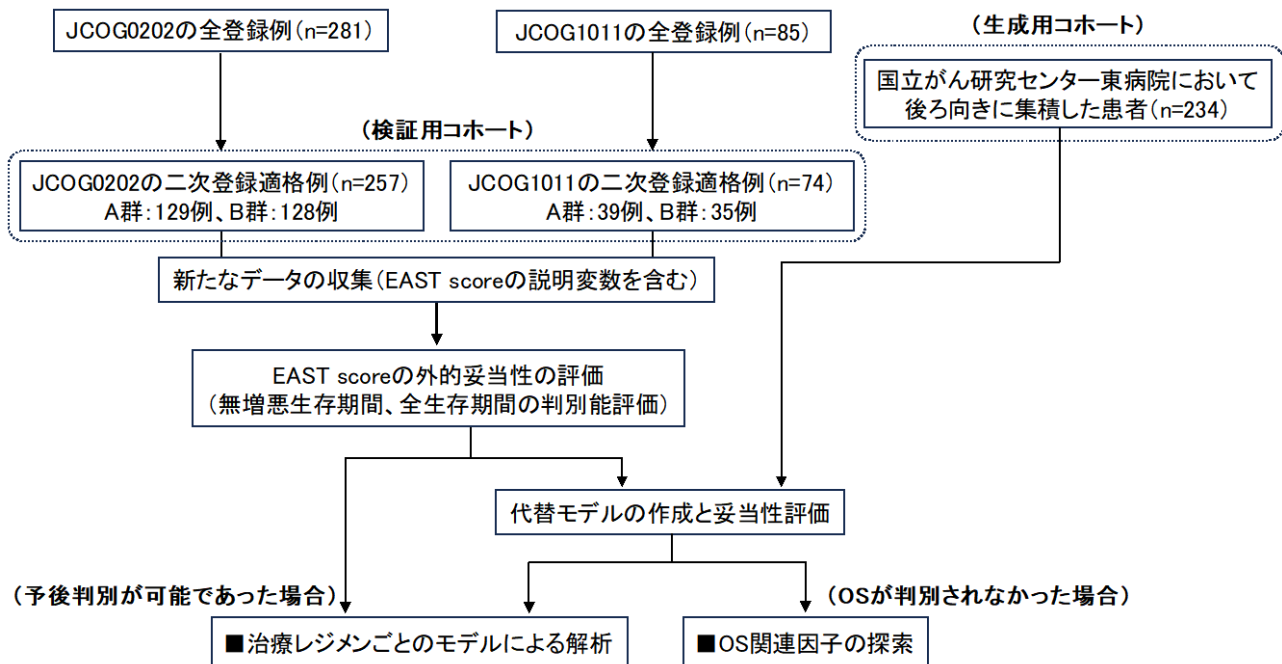 JCOG0202の全登録例(n=281)
JCOG1011の全登録例(n=85)
(生成用コホート)
国立がん研究センター東病院において
後ろ向きに集積した患者(n=234)
(検証用コホート)
JCOG0202の二次登録適格例(n=257)
A群:129例、B群:128例
JCOG1011の二次登録適格例(n=74)
A群:39例、B群:35例
新たなデータの収集(EAST scoreの説明変数を含む)
EAST scoreの外的妥当性の評価
(無増悪生存期間、全生存期間の判別能評価)
代替モデルの作成と妥当性評価
(予後判別が可能であった場合)
(OSが判別されなかった場合)
■治療レジメンごとのモデルによる解析
■OS関連因子の探索